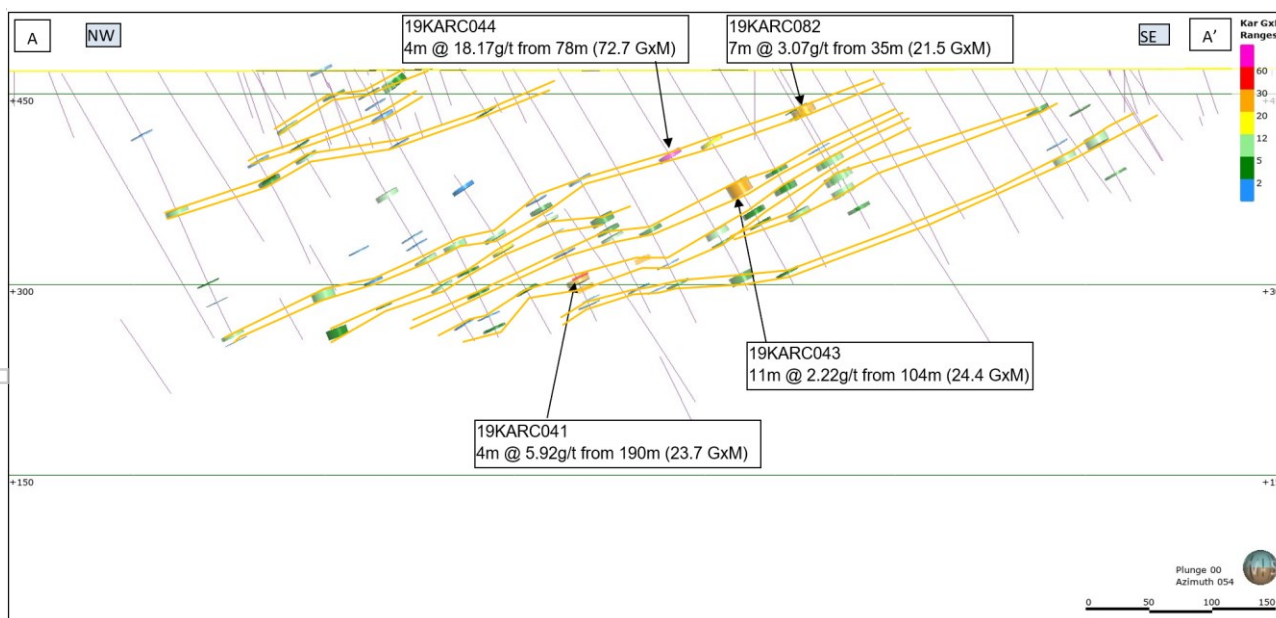 A
NW
19KARC044
4m @ 18.17g/t from 78m (72.7 GxM)
19KARC082
7m @ 3.07g/t from 35m (21.5 GxM)
SE
A'
Kar Gx
Ranges
60
30
20
12
5
2
+450
+300
+300
+150
19KARC043
11m @ 2.22g/t from 104m (24.4 GxM)
19KARC041
4m @ 5.92g/t from 190m (23.7 GxM)
Plunge 00
Azimuth 054
0 50 100 150